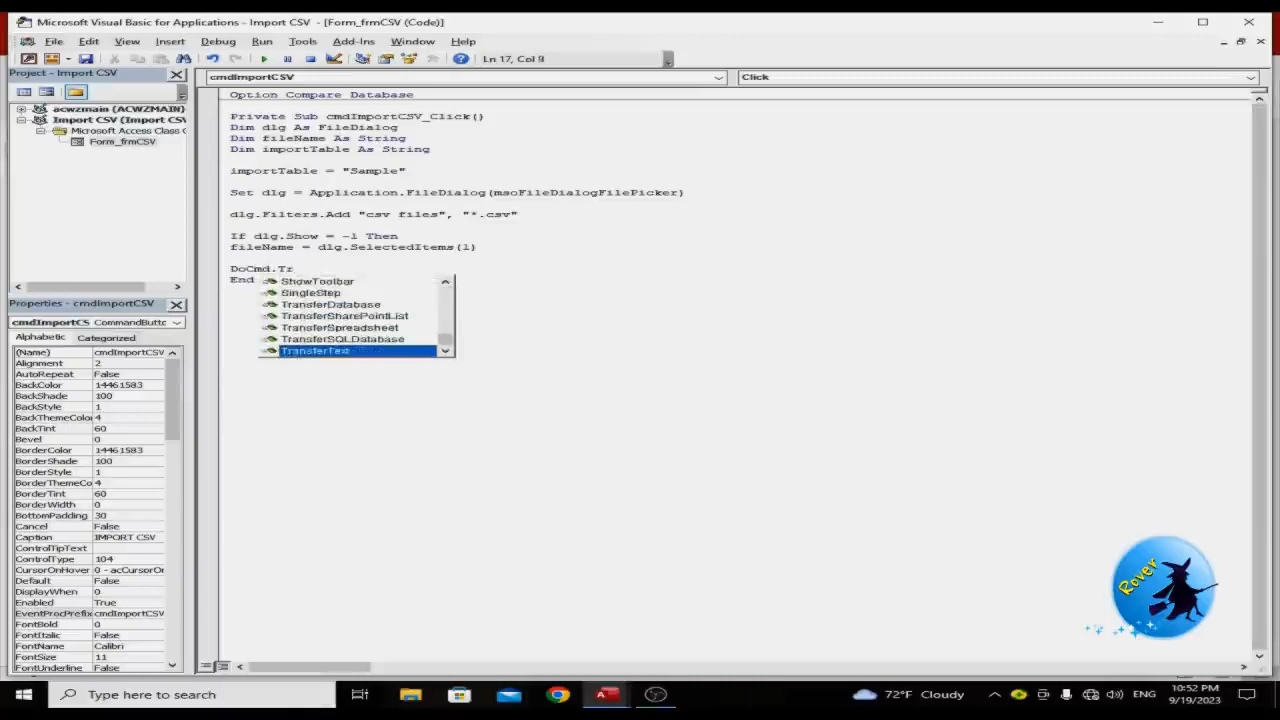 Microsoft Visual Basic for Applications - Import CSV - [Form_frmCSV (Code)]
File Edit View Insert Format Debug Run Tools Add-Ins Window Help
Ln 17, Col 9
Project - Import CSV
cmdImportCSV
Click
acwzmain (ACWZMAIN)
Import CSV (Import CSV
Microsoft Access Class O
Form_frmCSV
Option Compare Database
Private Sub cmdImportCSV_Click()
Dim dlg As FileDialog
Dim fileName As String
Dim importTable As String
importTable = "Sample"
Set dlg = Application.FileDialog(msoFileDialogFilePicker)
dlg.Filters.Add "csv files", "*.csv"
If dlg.Show = -1 Then
fileName = dlg.SelectedItems(1)
DoCmd.Tr
End
ShowToolbar
SingleStep
TransferDatabase
TransferSharePointList
TransferSpreadsheet
TransferSQLDatabase
TransferText
Properties - cmdImportCSV
cmdImportCS CommandButto
Alphabetic Categorized
(Name) cmdImportCSV
Alignment 2
AutoRepeat False
BackColor 14461583
BackShade 100
BackStyle 1
BackThemeColo 4
BackTint 60
Bevel 0
BorderColor 14461583
BorderShade 100
BorderStyle 1
BorderThemeCo 4
BorderTint 60
BorderWidth 0
BottomPadding 30
Cancel False
Caption IMPORT CSV
ControlTipText
ControlType 104
CursorOnHover 0 - acCursorOn
Default False
DisplayWhen 0
Enabled True
EventProcPrefix cmdImportCSV
FontBold 0
FontItalic False
FontName Calibri
FontSize 11
FontUnderline False
Rover
Type here to search
72°F Cloudy
ENG
10:52 PM
9/19/2023